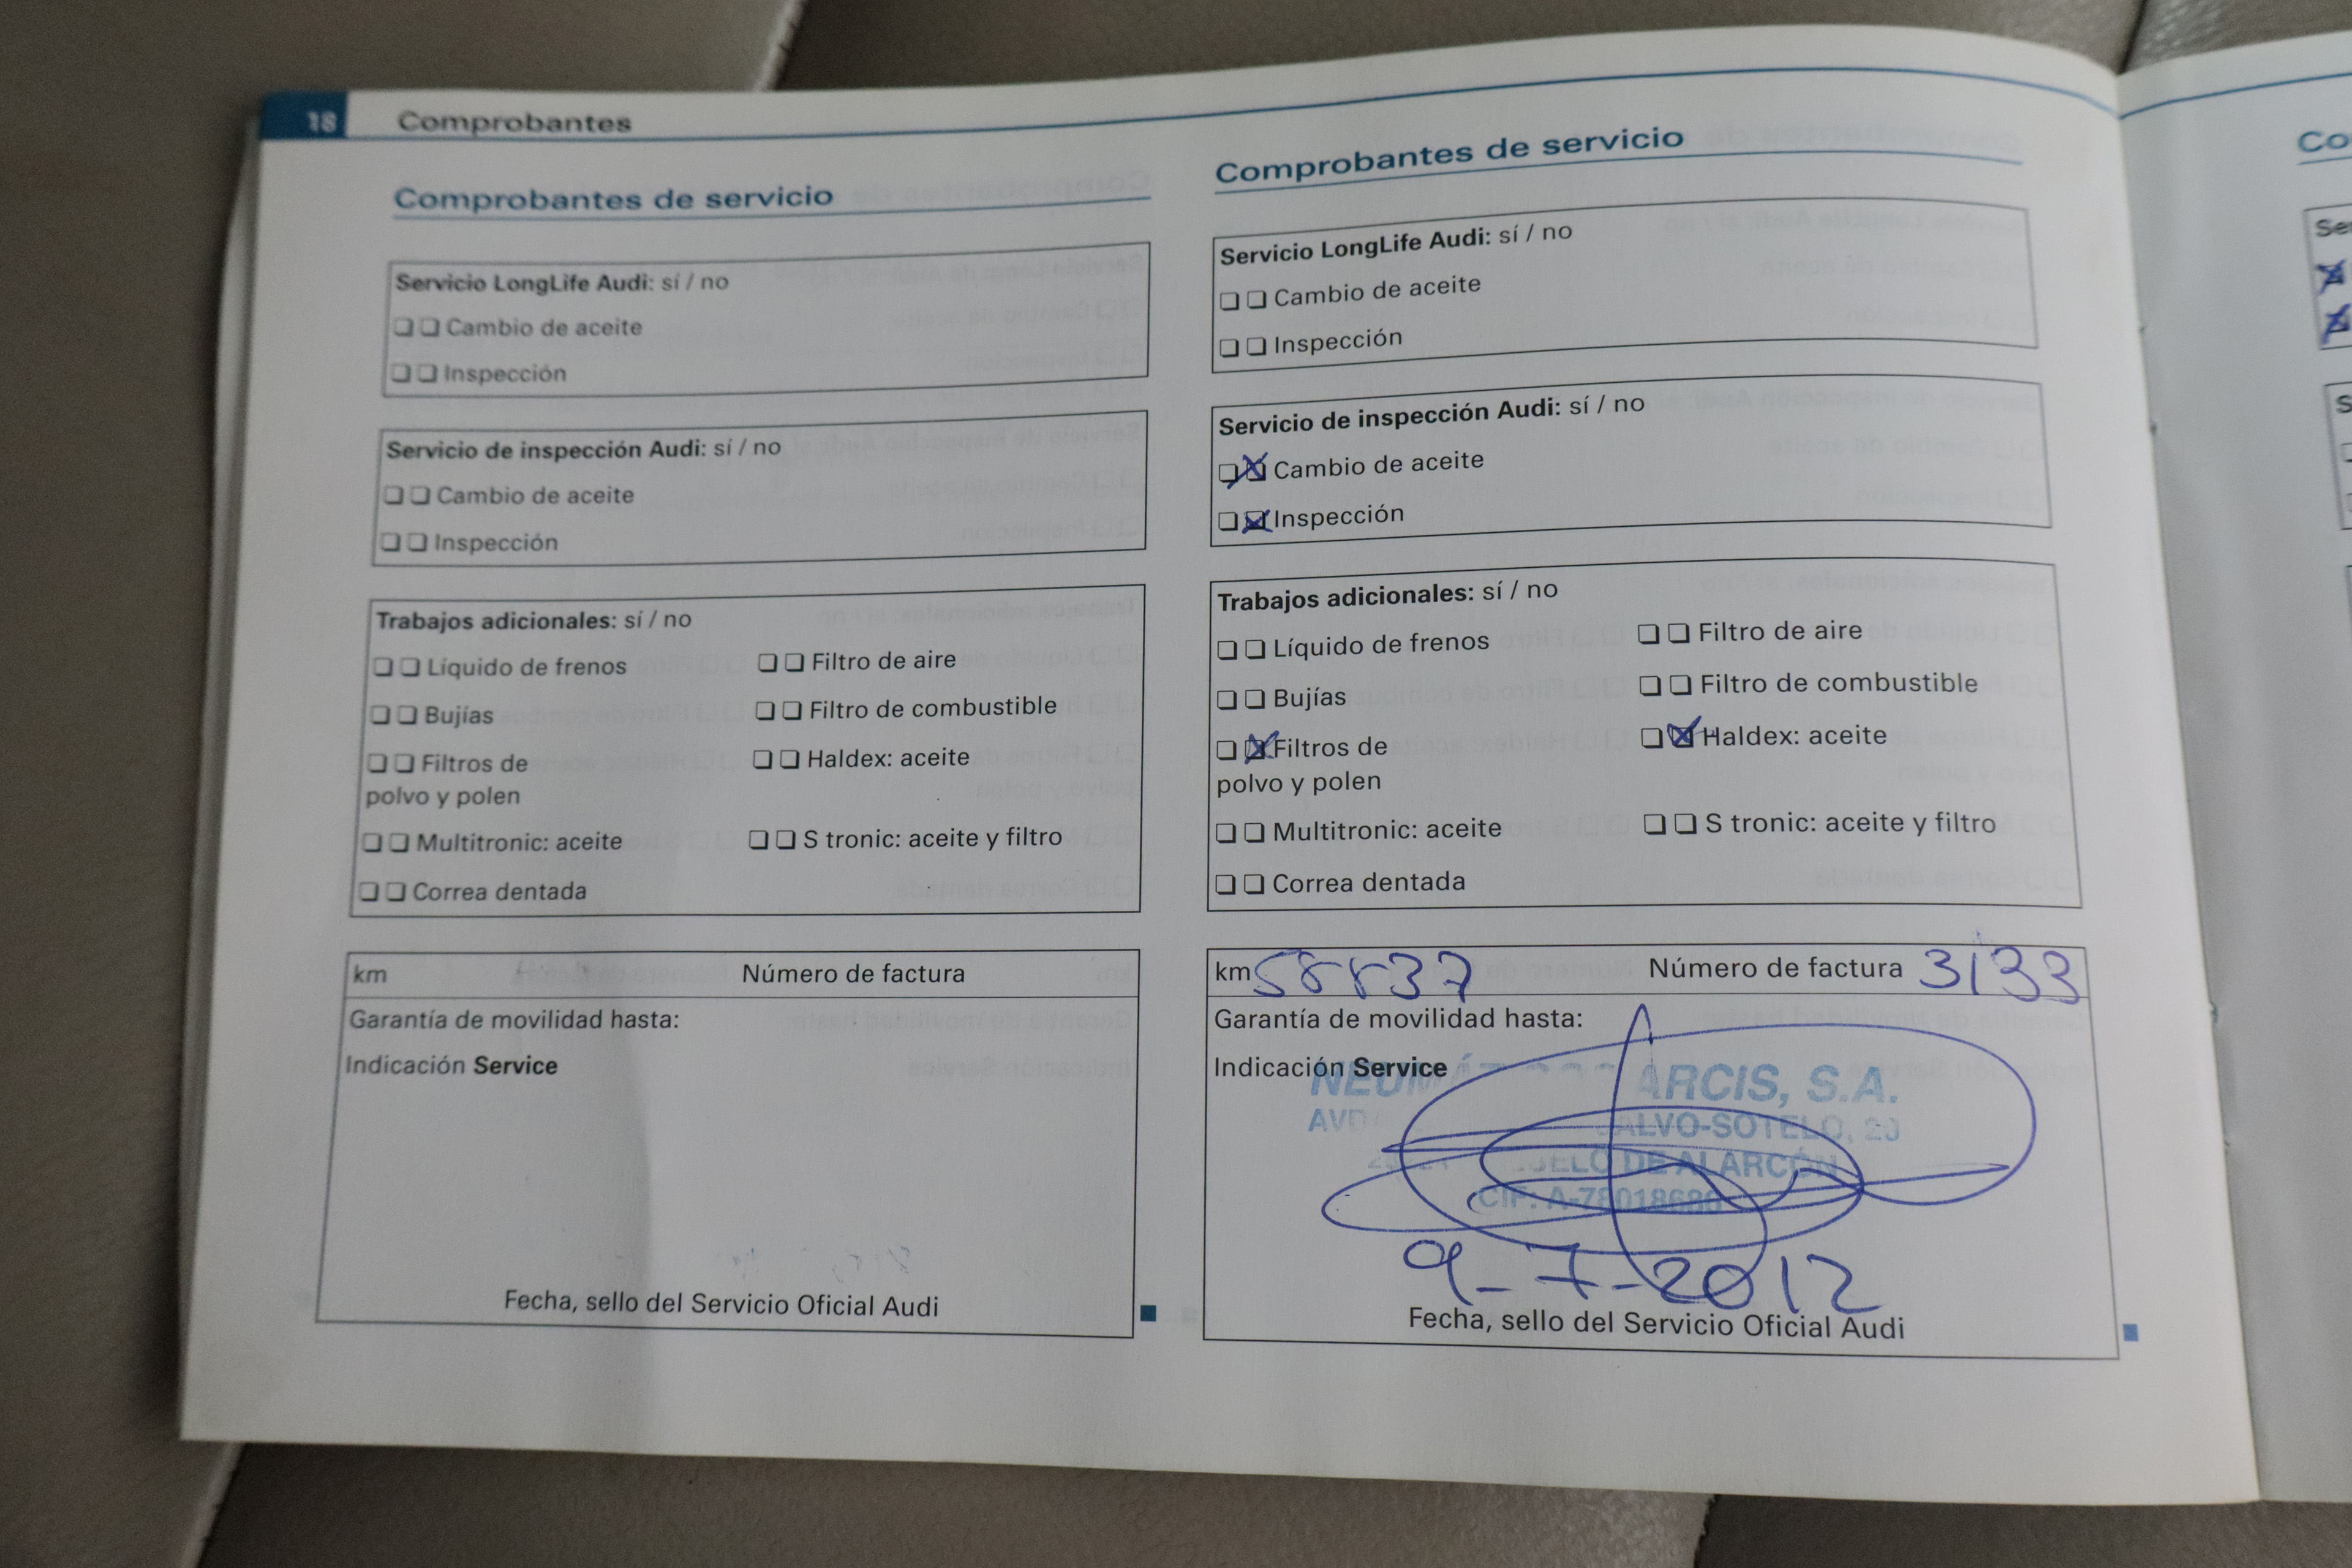 18 Comprobantes
Comprobantes de servicio
Servicio LongLife Audi: sí / no
❏ ❏ Cambio de aceite
❏ ❏ Inspección
Servicio de inspección Audi: sí / no
❏ ❏ Cambio de aceite
❏ ❏ Inspección
Trabajos adicionales: sí / no
❏ ❏ Líquido de frenos ❏ ❏ Filtro de aire
❏ ❏ Bujías ❏ ❏ Filtro de combustible
❏ ❏ Filtros de ❏ ❏ Haldex: aceite
polvo y polen
❏ ❏ Multitronic: aceite ❏ ❏ S tronic: aceite y filtro
❏ ❏ Correa dentada
km Número de factura
Garantía de movilidad hasta:
Indicación Service
Fecha, sello del Servicio Oficial Audi
Comprobantes de servicio
Servicio LongLife Audi: sí / no
❏ ❏ Cambio de aceite
❏ ❏ Inspección
Servicio de inspección Audi: sí / no
❏ ☒ Cambio de aceite
❏ ☒ Inspección
Trabajos adicionales: sí / no
❏ ❏ Líquido de frenos ❏ ❏ Filtro de aire
❏ ❏ Bujías ❏ ❏ Filtro de combustible
❏ ☒ Filtros de ❏ ☒ Haldex: aceite
polvo y polen
❏ ❏ Multitronic: aceite ❏ ❏ S tronic: aceite y filtro
❏ ❏ Correa dentada
km 58837 Número de factura 3133
Garantía de movilidad hasta:
Indicación Service
ARCIS, S.A.
CALVO-SOTELO, 20
DE ALARCÓN
CIF: A-78018686
9-7-2012
Fecha, sello del Servicio Oficial Audi